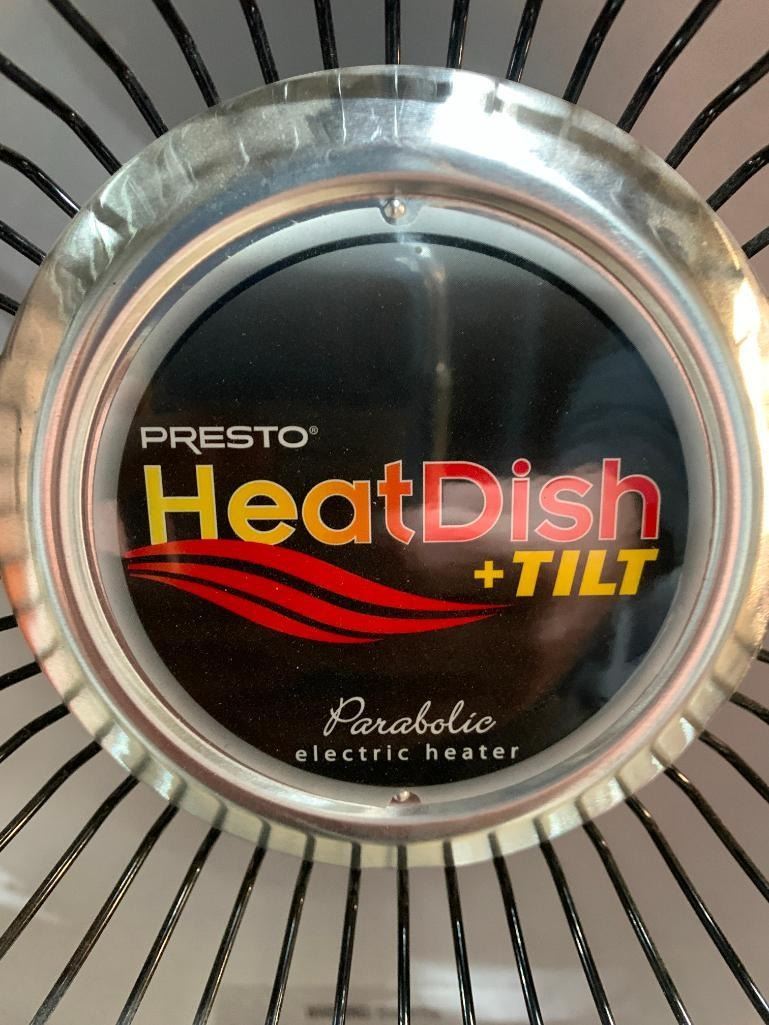 PRESTO®
HeatDish
+TILT
Parabolic
electric heater